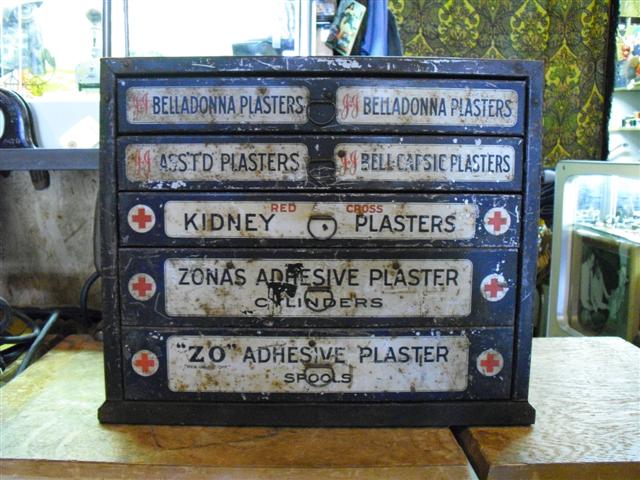 J&J BELLADONNA PLASTERS J&J BELLADONNA PLASTERS
J&J ASS'T'D PLASTERS J&J BELL-CAPSIC PLASTERS
RED CROSS
KIDNEY PLASTERS
ZONAS ADHESIVE PLASTER
CYLINDERS
"ZO" ADHESIVE PLASTER
SPOOLS